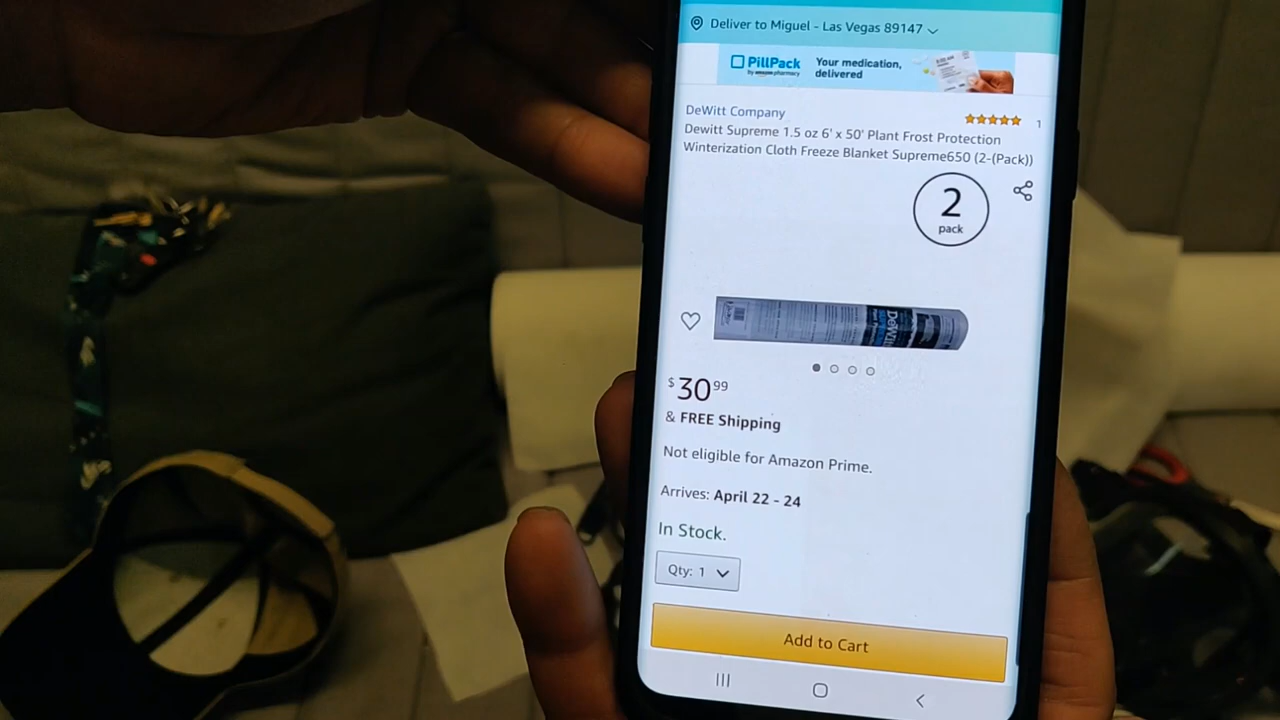 Deliver to Miguel - Las Vegas 89147
PillPack
by amazon pharmacy
Your medication,
delivered
DeWitt Company
1
Dewitt Supreme 1.5 oz 6' x 50' Plant Frost Protection
Winterization Cloth Freeze Blanket Supreme650 (2-(Pack))
2
pack
DeWitt
$30 99
& FREE Shipping
Not eligible for Amazon Prime.
Arrives: April 22 - 24
In Stock.
Qty: 1
Add to Cart